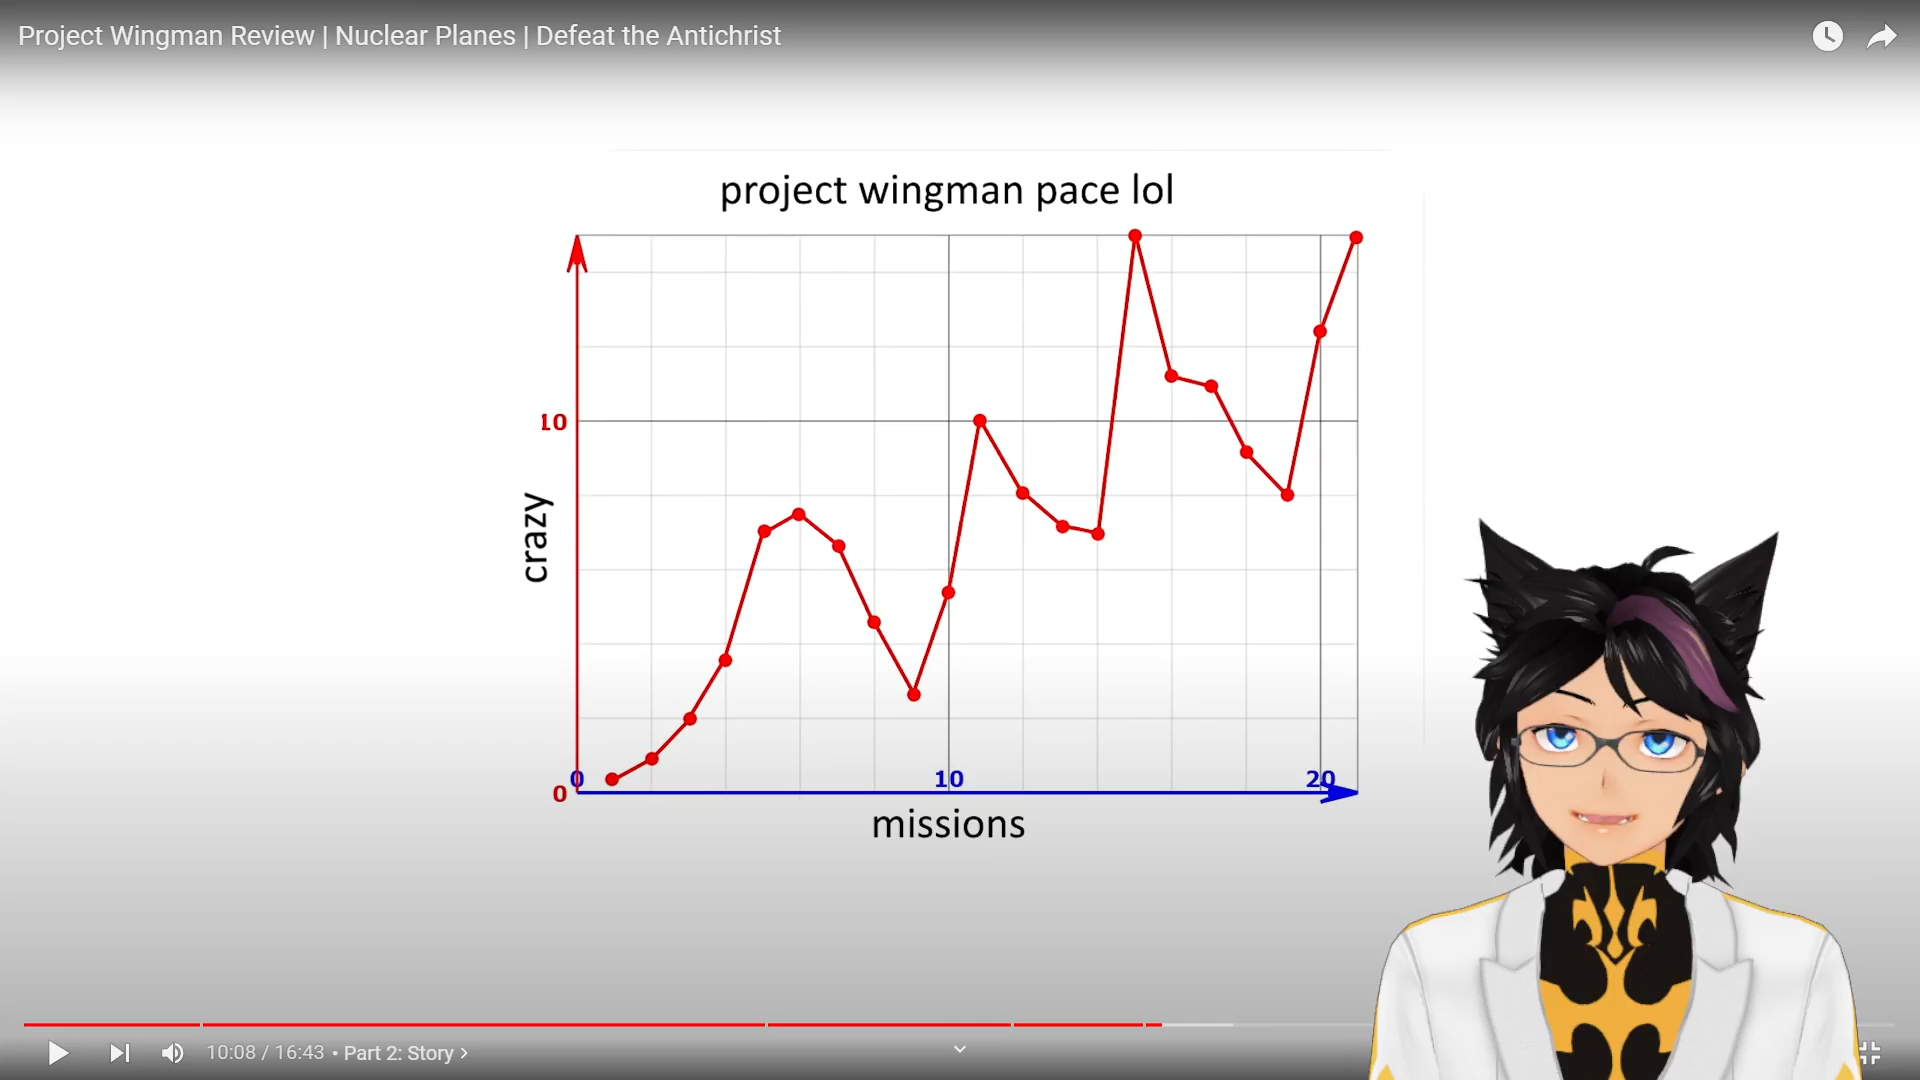 Project Wingman Review | Nuclear Planes | Defeat the Antichrist
project wingman pace lol
10
crazy
0
0 10 20
missions
10:08 / 16:43 • Part 2: Story